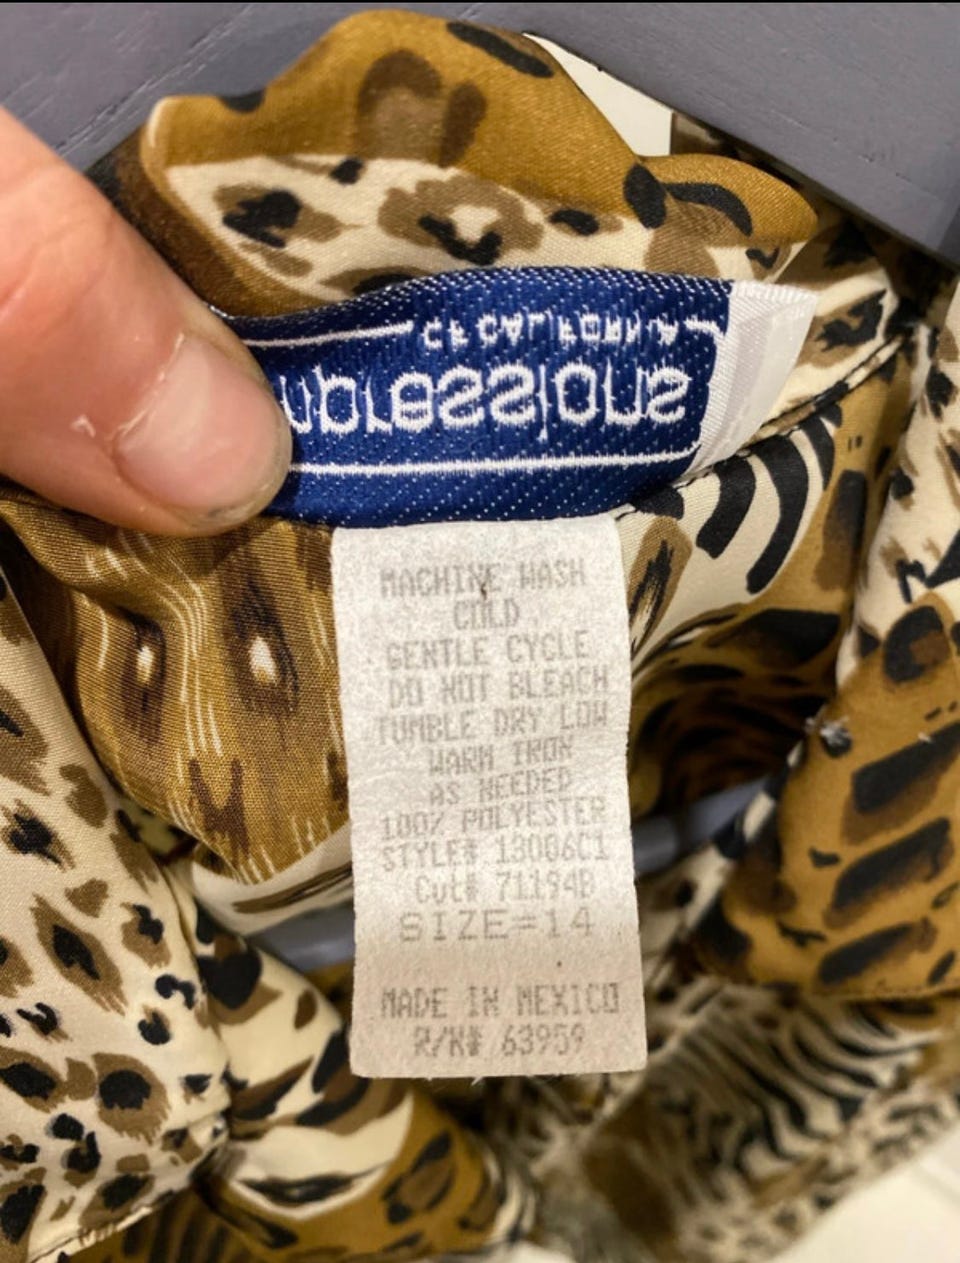 mpressions
OF CALIFORNIA
MACHINE WASH
COLD
GENTLE CYCLE
DO NOT BLEACH
TUMBLE DRY LOW
WARM IRON
AS NEEDED
100% POLYESTER
STYLE# 13006C1
Cut# 71194B
SIZE=14
MADE IN MEXICO
R/N# 63959